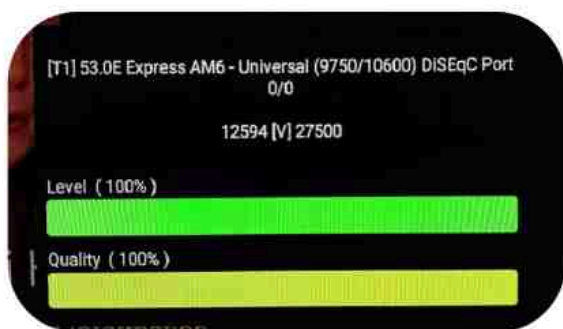 [T1] 53.0E Express AM6 - Universal (9750/10600) DiSEqC Port
0/0
12594 [V] 27500
Level ( 100% )
Quality ( 100% )